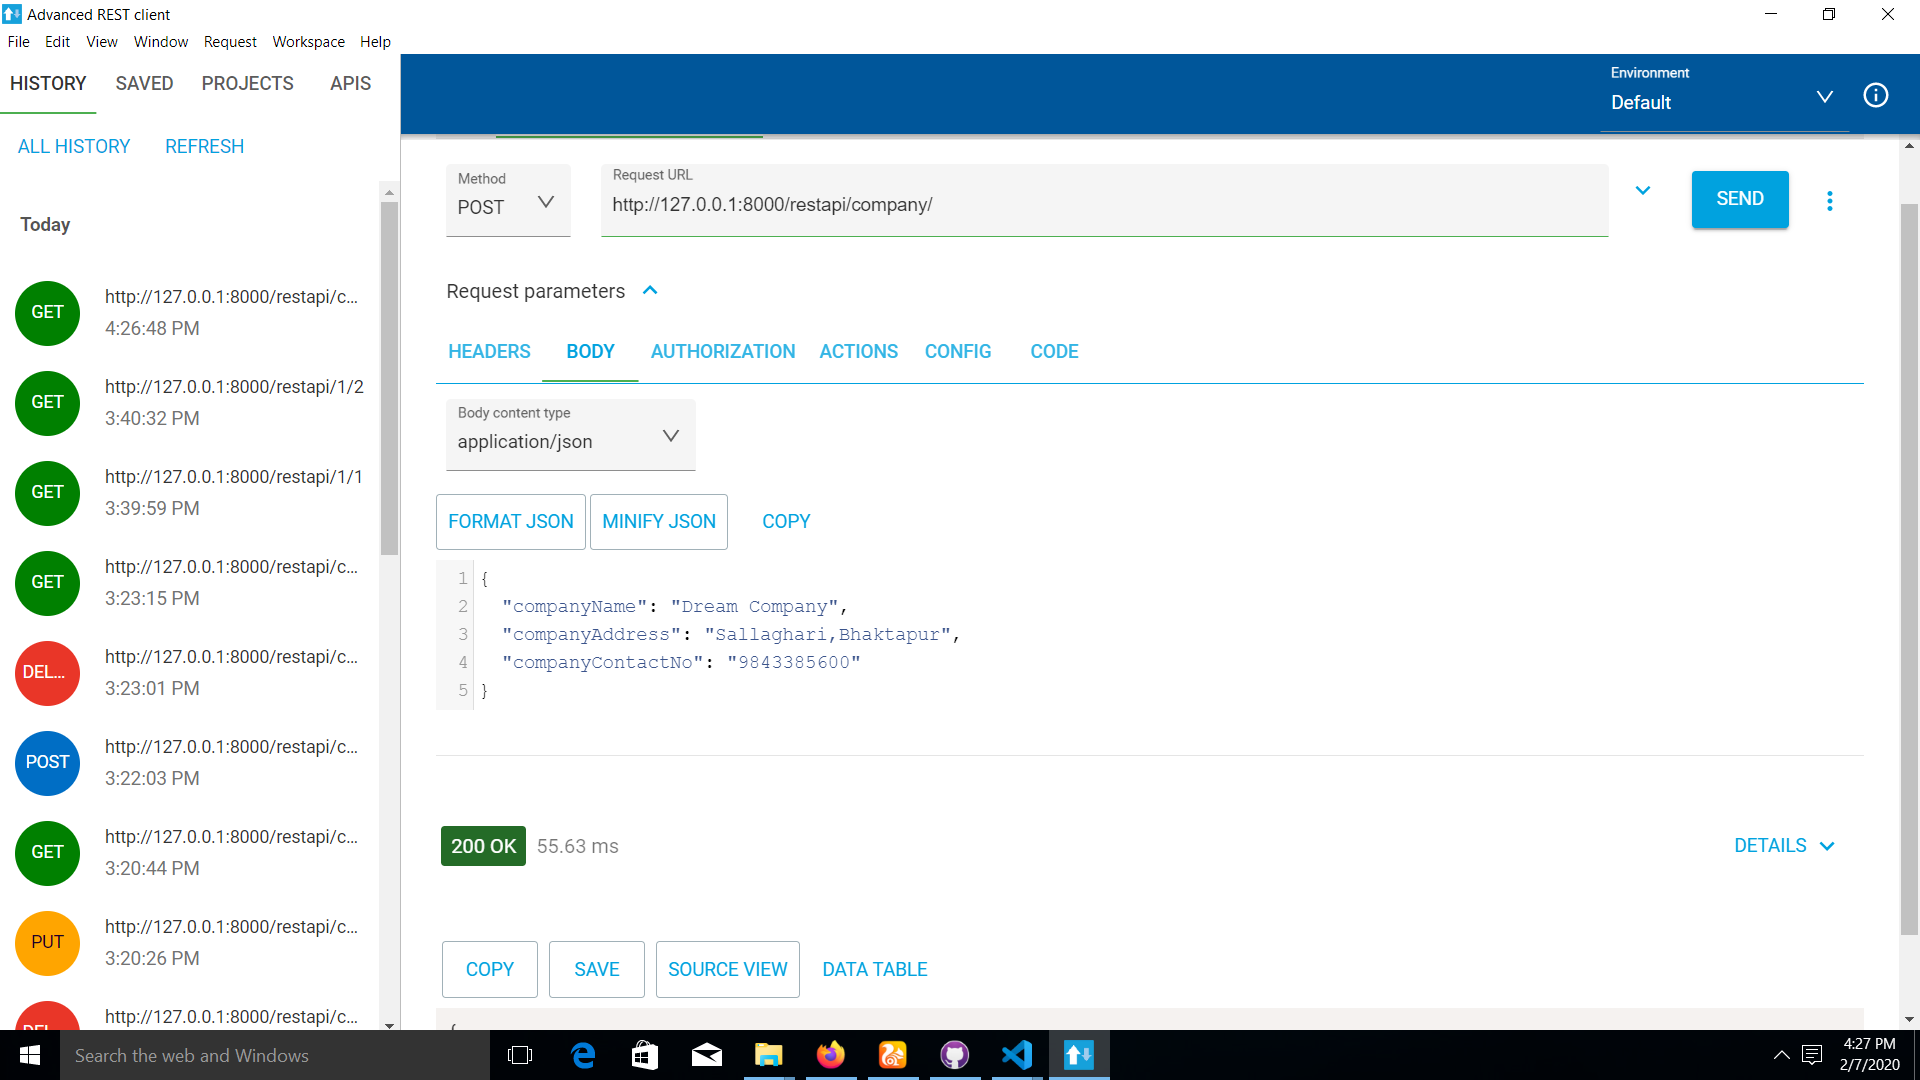 Advanced REST client
File Edit View Window Request Workspace Help
HISTORY SAVED PROJECTS APIS
ALL HISTORY REFRESH
Today
GET http://127.0.0.1:8000/restapi/c...
4:26:48 PM
GET http://127.0.0.1:8000/restapi/1/2
3:40:32 PM
GET http://127.0.0.1:8000/restapi/1/1
3:39:59 PM
GET http://127.0.0.1:8000/restapi/c...
3:23:15 PM
DEL... http://127.0.0.1:8000/restapi/c...
3:23:01 PM
POST http://127.0.0.1:8000/restapi/c...
3:22:03 PM
GET http://127.0.0.1:8000/restapi/c...
3:20:44 PM
PUT http://127.0.0.1:8000/restapi/c...
3:20:26 PM
DEL... http://127.0.0.1:8000/restapi/c...
Environment
Default
Method
POST
Request URL
http://127.0.0.1:8000/restapi/company/
SEND
Request parameters
HEADERS BODY AUTHORIZATION ACTIONS CONFIG CODE
Body content type
application/json
FORMAT JSON MINIFY JSON COPY
1 {
2 "companyName": "Dream Company",
3 "companyAddress": "Sallaghari,Bhaktapur",
4 "companyContactNo": "9843385600"
5 }
200 OK 55.63 ms
DETAILS
COPY SAVE SOURCE VIEW DATA TABLE
{
Search the web and Windows
4:27 PM
2/7/2020